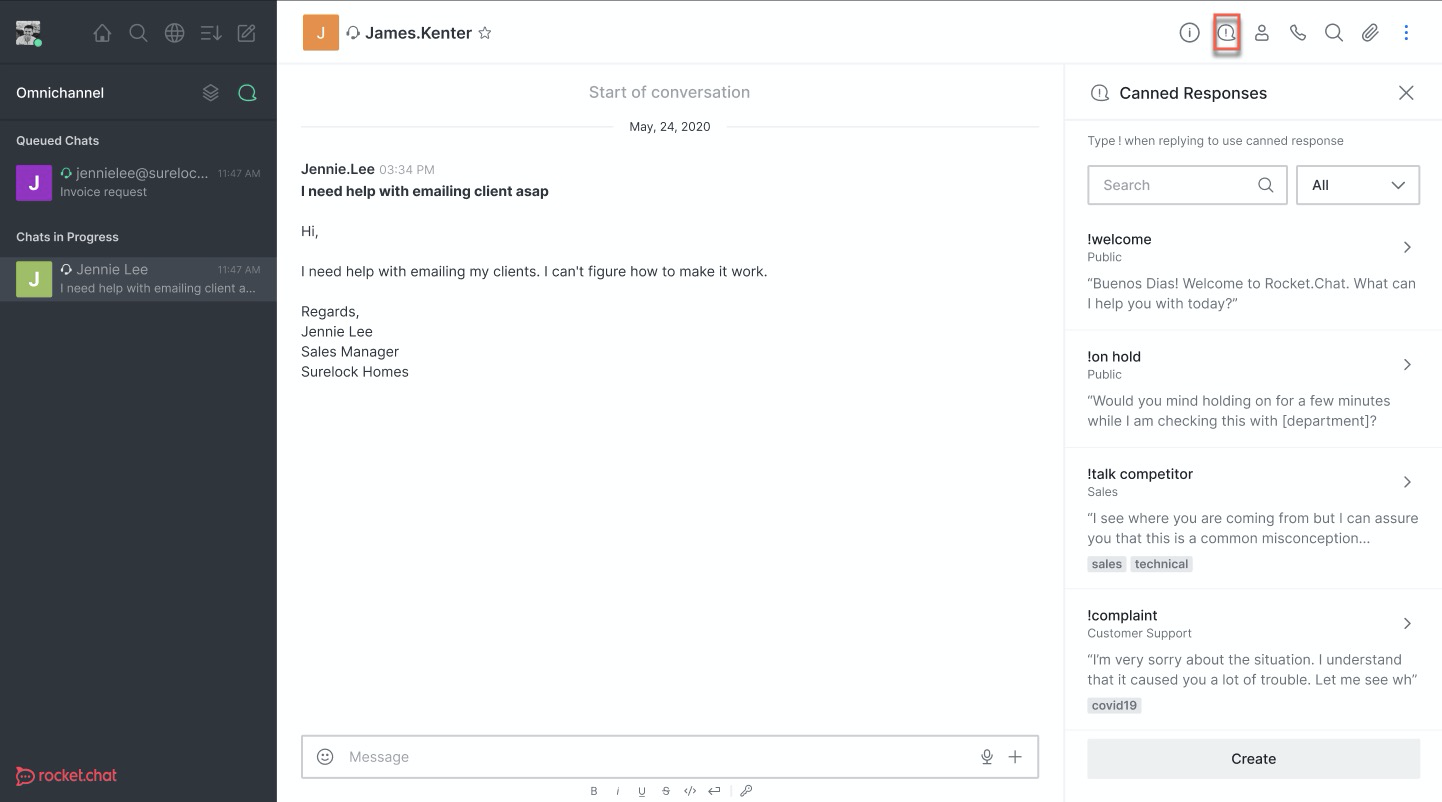 J
James.Kenter
Omnichannel
Queued Chats
J
jennielee@sureloc...
11:47 AM
Invoice request
Chats in Progress
J
Jennie Lee
11:47 AM
I need help with emailing client a...
rocket.chat
Start of conversation
May, 24, 2020
Jennie.Lee 03:34 PM
I need help with emailing client asap
Hi,
I need help with emailing my clients. I can't figure how to make it work.
Regards,
Jennie Lee
Sales Manager
Surelock Homes
Message
B i U S </>
Canned Responses
Type ! when replying to use canned response
Search
All
!welcome
Public
“Buenos Dias! Welcome to Rocket.Chat. What can
I help you with today?”
!on hold
Public
“Would you mind holding on for a few minutes
while I am checking this with [department]?
!talk competitor
Sales
“I see where you are coming from but I can assure
you that this is a common misconception...
sales technical
!complaint
Customer Support
“I’m very sorry about the situation. I understand
that it caused you a lot of trouble. Let me see wh”
covid19
Create